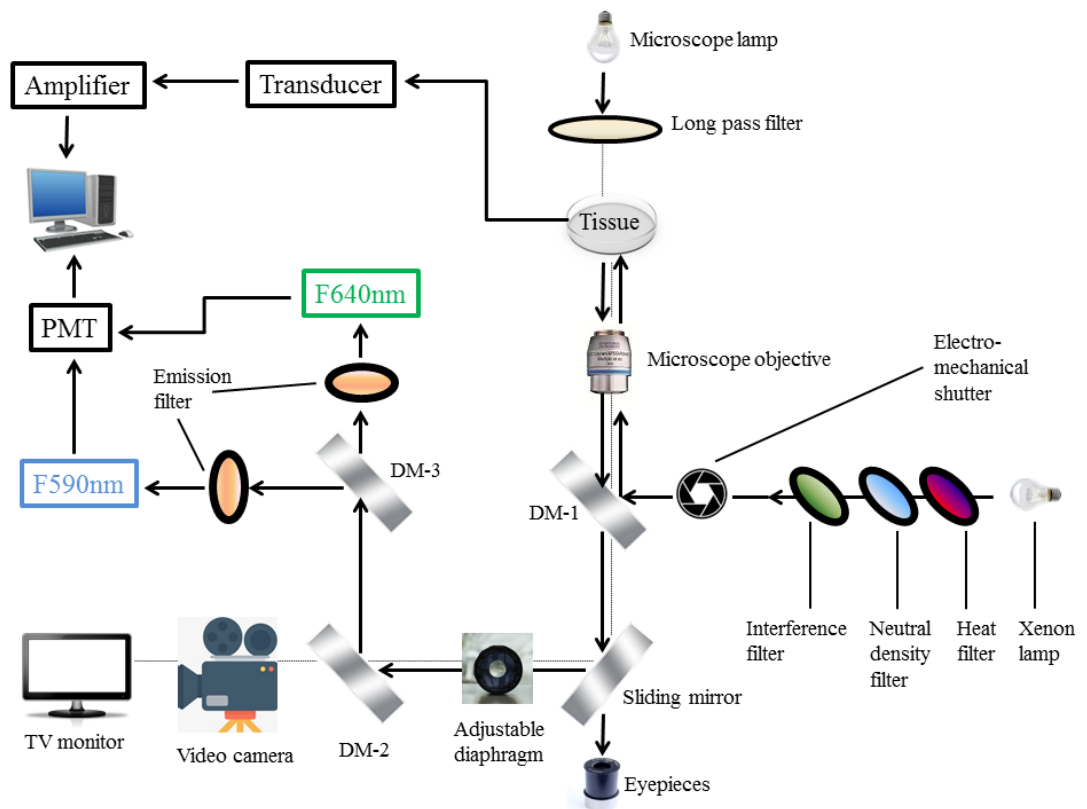 Microscope lamp
Amplifier
Transducer
Long pass filter
Tissue
F640nm
PMT
Microscope objective
Electro-
mechanical
shutter
Emission
filter
DM-3
F590nm
DM-1
Interference
filter
Neutral
density
filter
Heat
filter
Xenon
lamp
Sliding mirror
TV monitor
Video camera
DM-2
Adjustable
diaphragm
Eyepieces